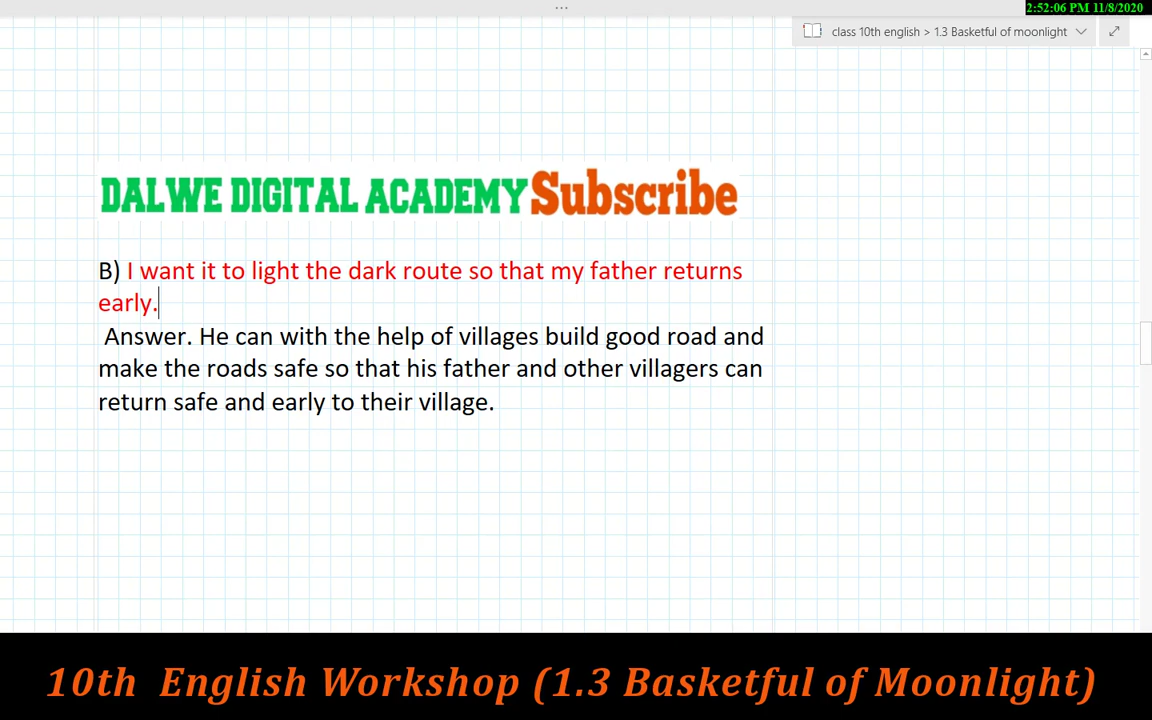 ...
2:52:06 PM 11/8/2020
class 10th english > 1.3 Basketful of moonlight
DALWE DIGITAL ACADEMY Subscribe
B) I want it to light the dark route so that my father returns
early.
Answer. He can with the help of villages build good road and
make the roads safe so that his father and other villagers can
return safe and early to their village.
10th English Workshop (1.3 Basketful of Moonlight)